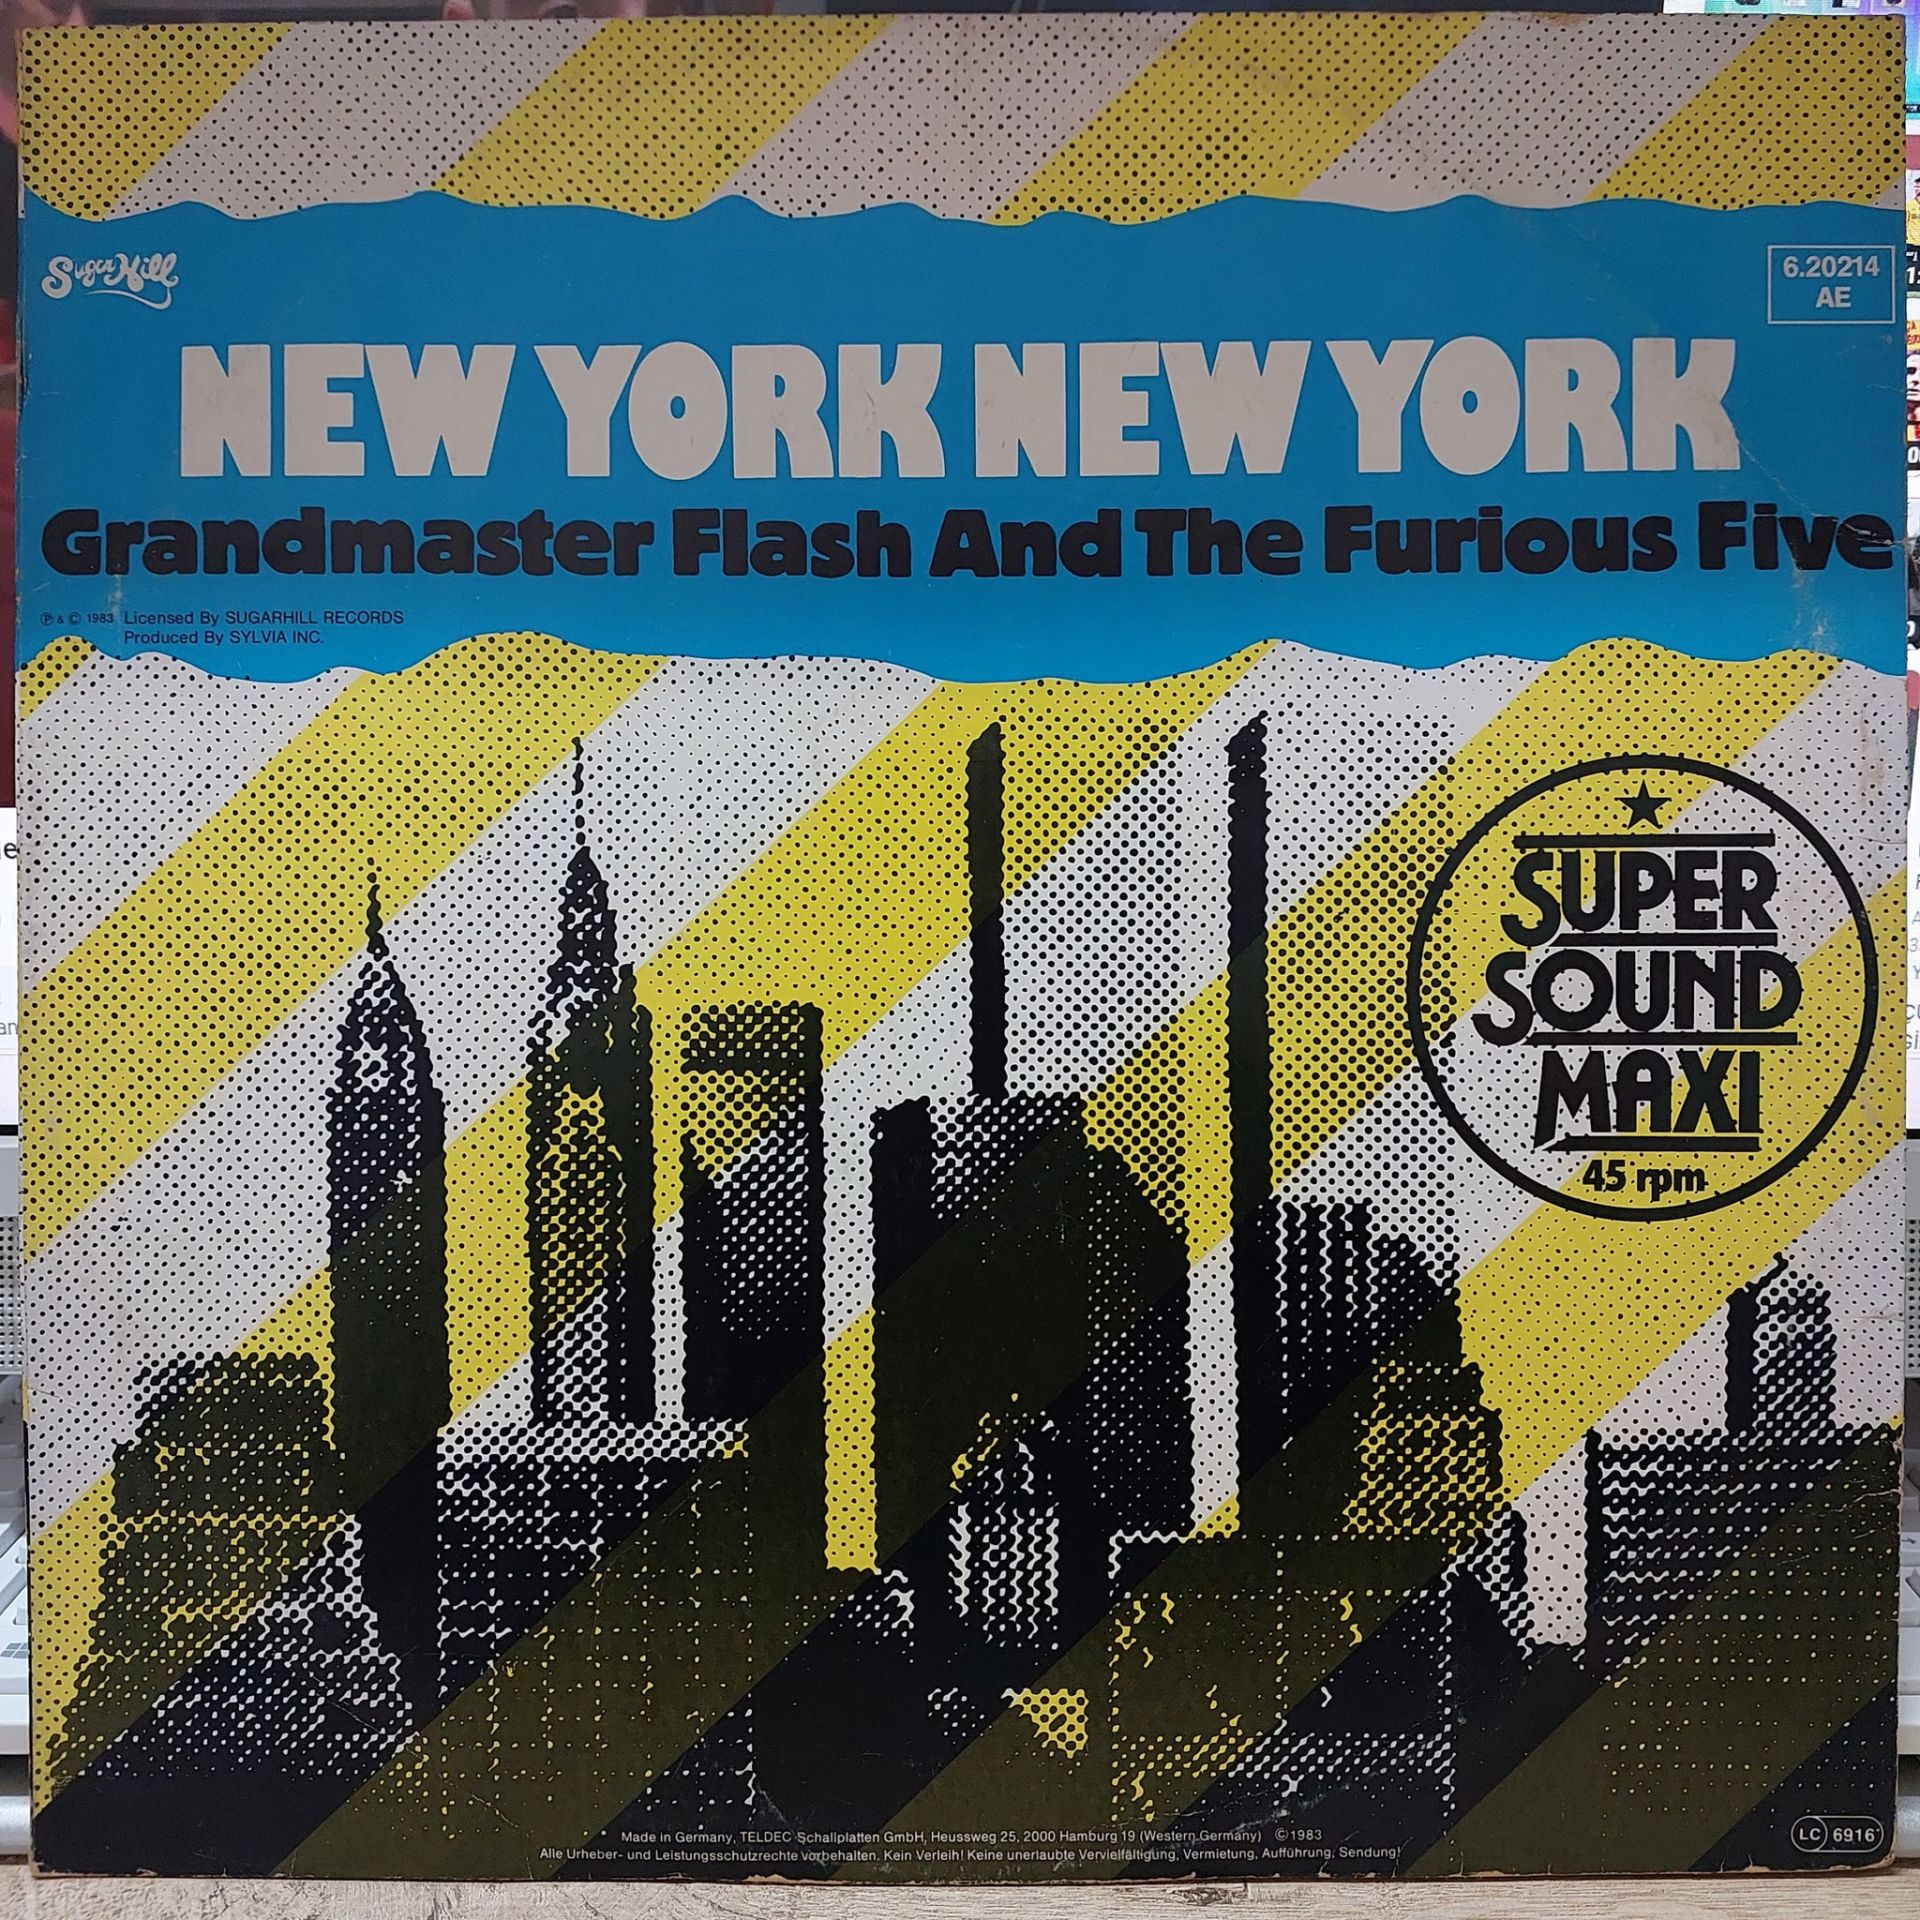 Sugar Hill
6.20214
AE
NEW YORK NEW YORK
Grandmaster Flash And The Furious Five
℗ & © 1983 Licensed By SUGARHILL RECORDS
Produced By SYLVIA INC.
SUPER
SOUND
MAXI
45 rpm
Made in Germany, TELDEC Schallplatten GmbH, Heussweg 25, 2000 Hamburg 19 (Western Germany) ©1983
Alle Urheber- und Leistungsschutzrechte vorbehalten. Kein Verleih! Keine unerlaubte Vervielfältigung, Vermietung, Aufführung, Sendung!
LC 6916